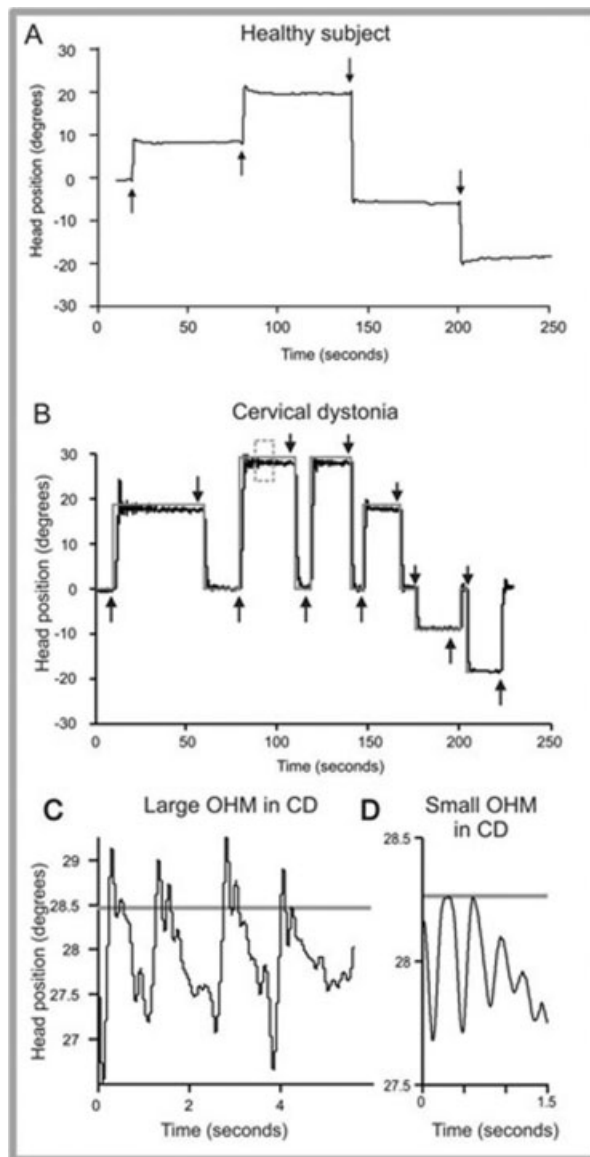 A
Healthy subject
30
20
10
0
-10
-20
-30
Head position (degrees)
0
50
100
150
200
250
Time (seconds)
B
Cervical dystonia
30
20
10
0
-10
-20
-30
Head position (degrees)
0
50
100
150
200
250
Time (seconds)
C
Large OHM in CD
29
28.5
28
27.5
27
Head position (degrees)
0
2
4
Time (seconds)
D
Small OHM
in CD
28.5
28
27.5
0
1.5
Time (seconds)